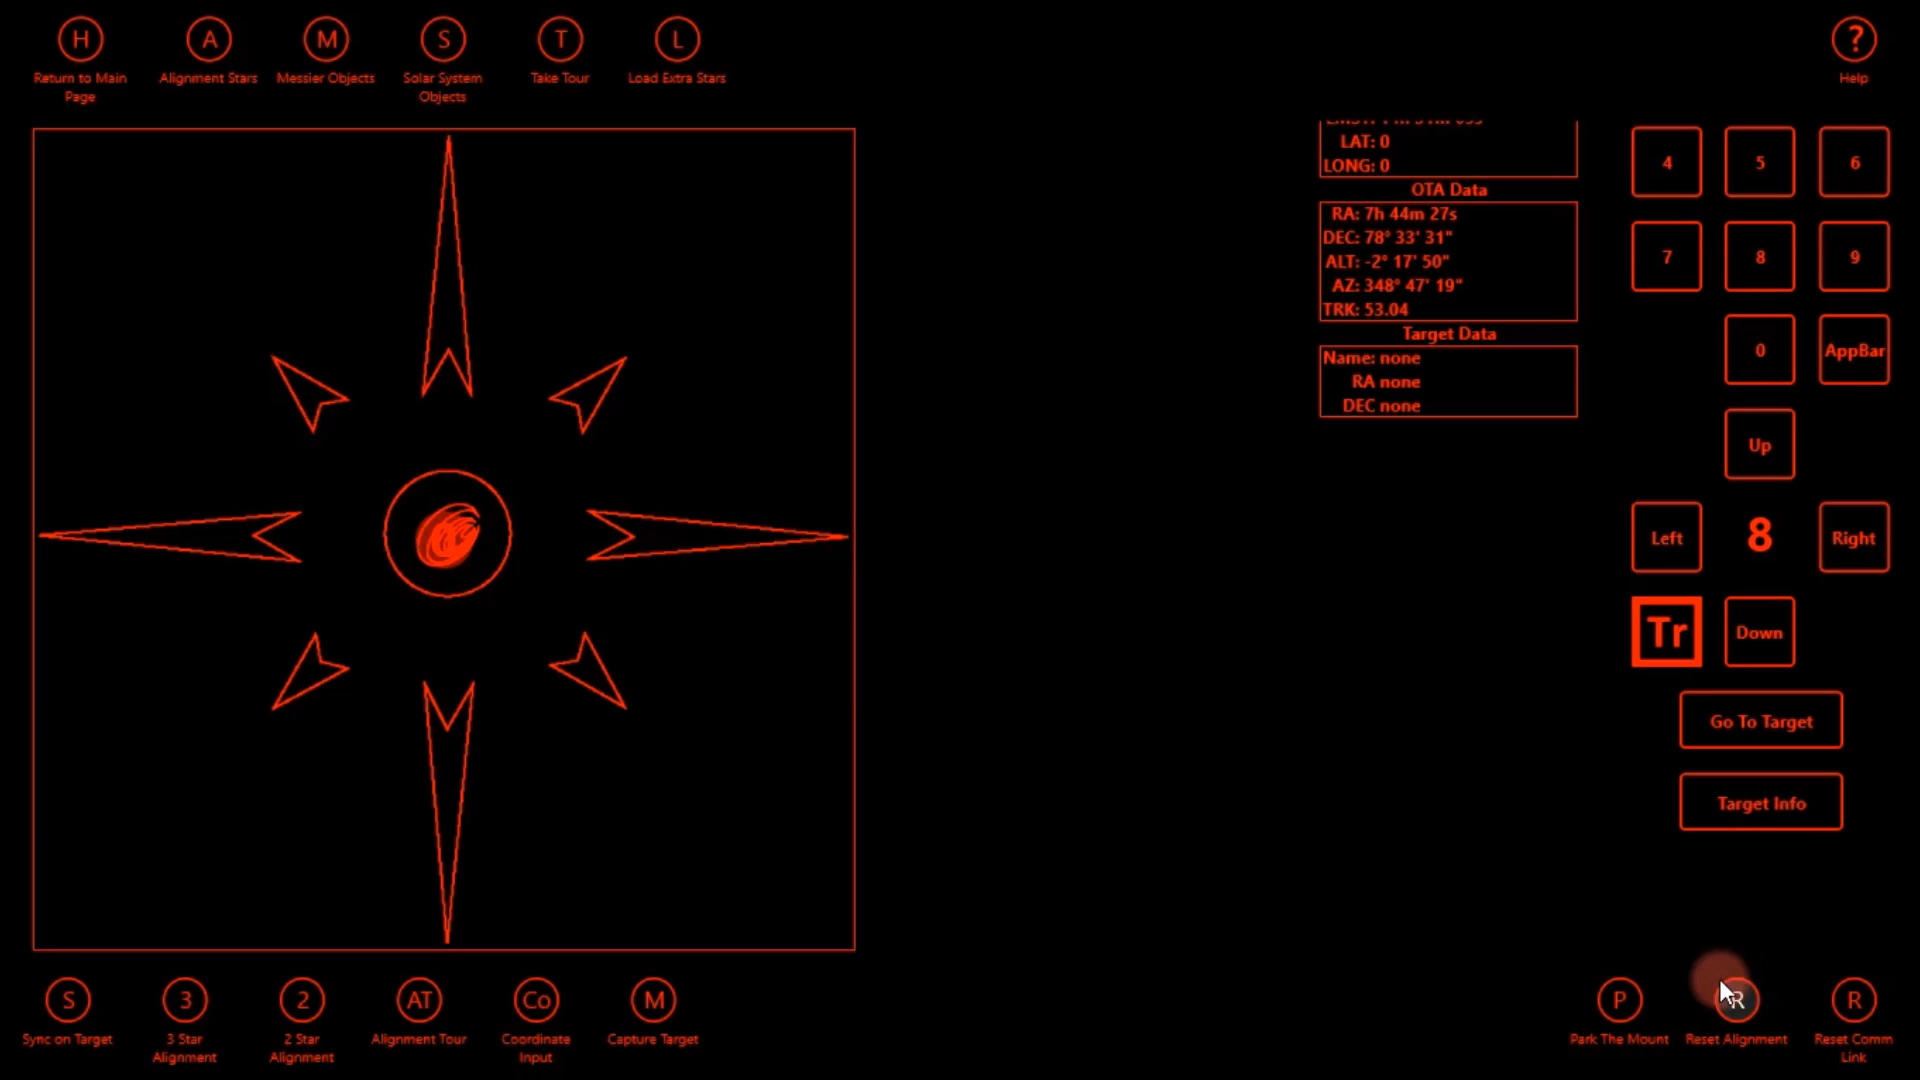 H
A
M
S
T
L
?
Return to Main
Page
Alignment Stars
Messier Objects
Solar System
Objects
Take Tour
Load Extra Stars
Help
LAT: 0
LONG: 0
OTA Data
RA: 7h 44m 27s
DEC: 78° 33' 31"
ALT: -2° 17' 50"
AZ: 348° 47' 19"
TRK: 53.04
Target Data
Name: none
RA none
DEC none
4
5
6
7
8
9
0
AppBar
Up
Left
8
Right
Tr
Down
Go To Target
Target Info
S
3
2
AT
Co
M
P
R
R
Sync on Target
3 Star
Alignment
2 Star
Alignment
Alignment Tour
Coordinate
Input
Capture Target
Park The Mount
Reset Alignment
Reset Comm
Link